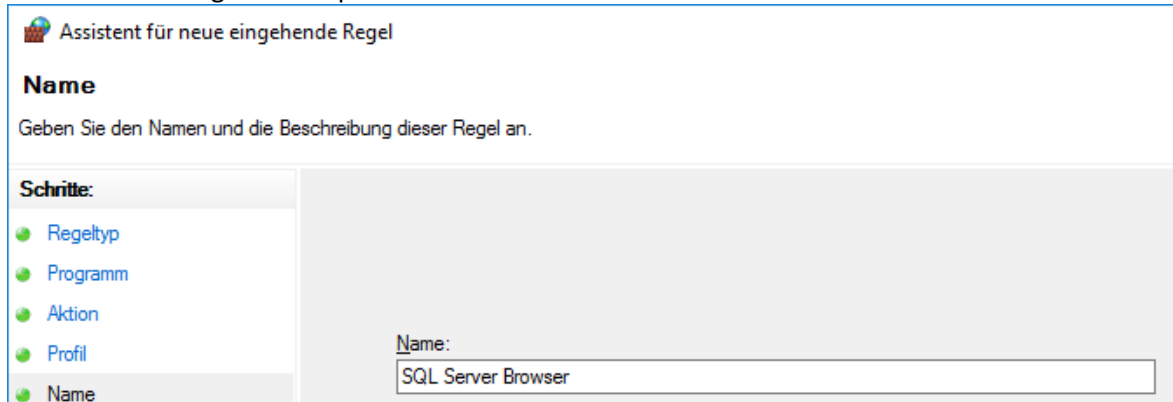 Assistent für neue eingehende Regel
Name
Geben Sie den Namen und die Beschreibung dieser Regel an.
Schritte:
Regeltyp
Programm
Aktion
Profil
Name
Name:
SQL Server Browser